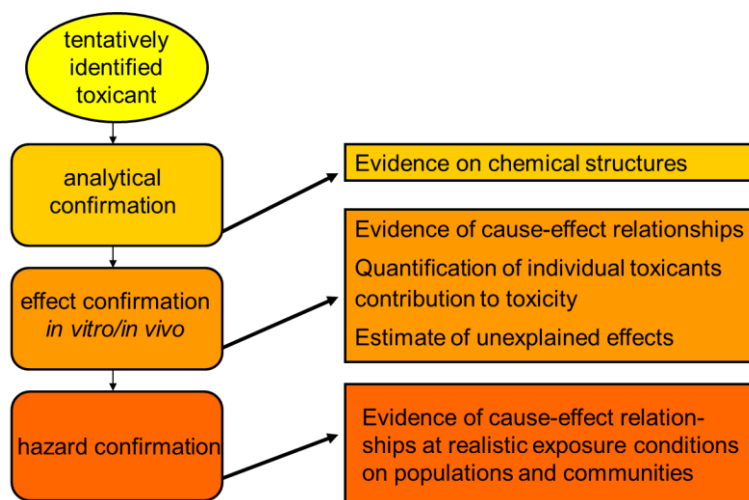 tentatively
identified
toxicant
analytical
confirmation
Evidence on chemical structures
effect confirmation
in vitro/in vivo
Evidence of cause-effect relationships
Quantification of individual toxicants
contribution to toxicity
Estimate of unexplained effects
hazard confirmation
Evidence of cause-effect relation-
ships at realistic exposure conditions
on populations and communities